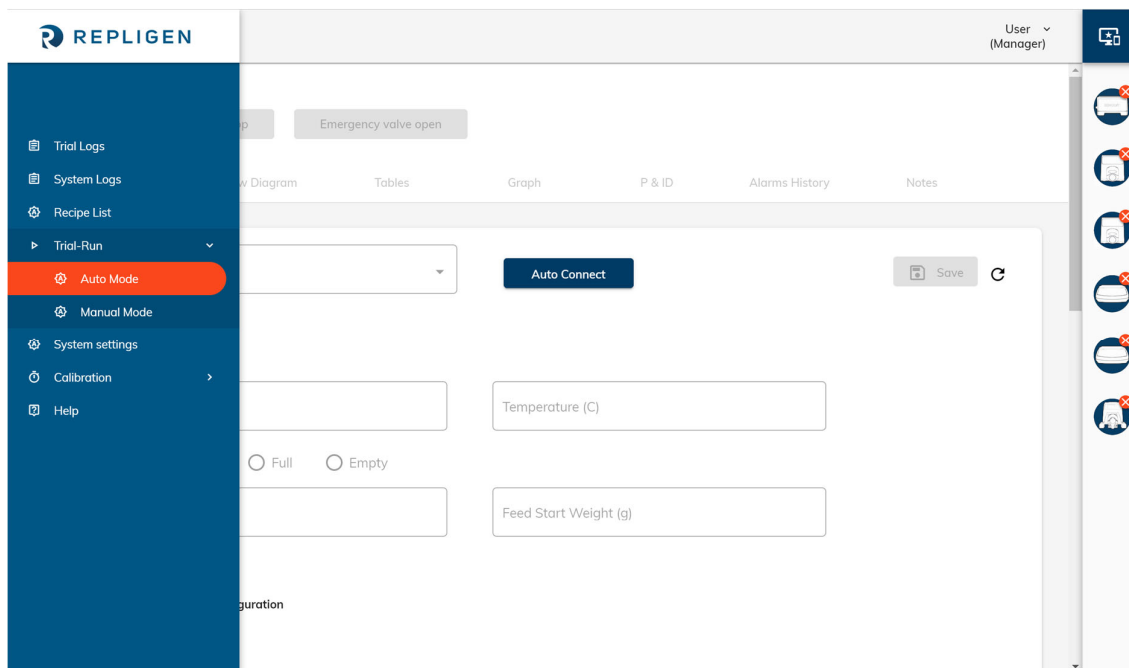 REPLIGEN
User
(Manager)
Emergency valve open
Trial Logs
System Logs
Diagram
Tables
Graph
P & ID
Alarms History
Notes
Recipe List
Trial-Run
Auto Mode
Auto Connect
Save
Manual Mode
System settings
Calibration
Help
Temperature (C)
Full
Empty
Feed Start Weight (g)